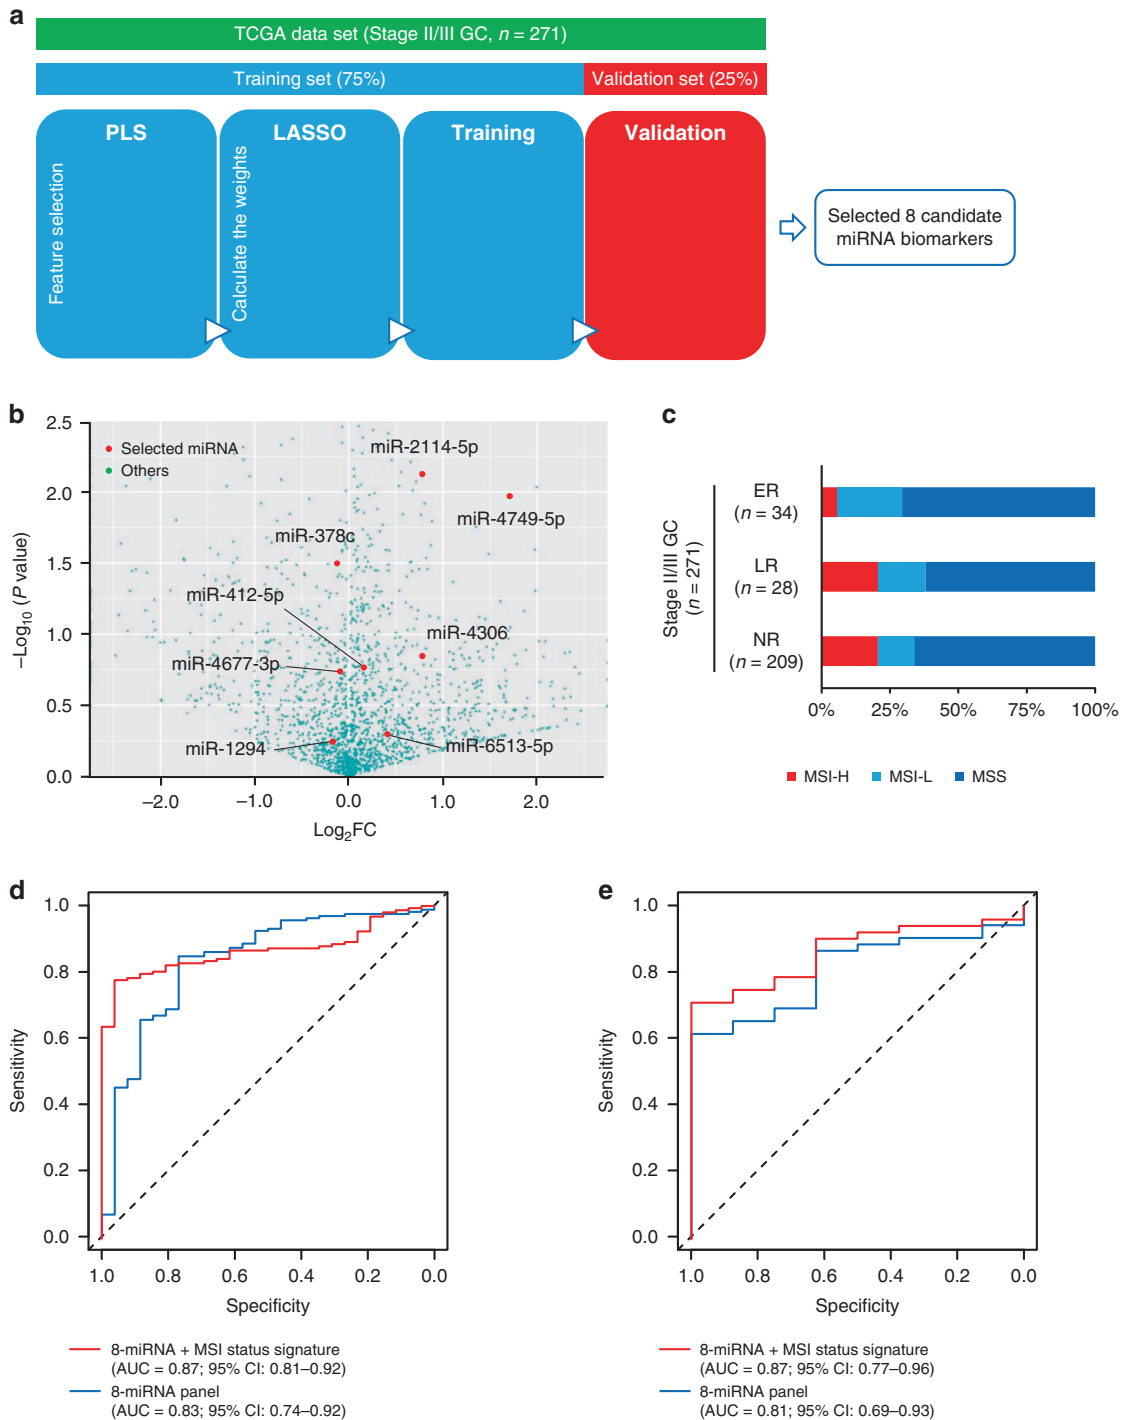 a
TCGA data set (Stage II/III GC, n = 271)
Training set (75%)
Validation set (25%)
PLS
LASSO
Training
Validation
Feature selection
Calculate the weights
Selected 8 candidate
miRNA biomarkers
b
2.5
2.0
1.5
1.0
0.5
0.0
–Log10 (P value)
Selected miRNA
Others
miR-2114-5p
miR-4749-5p
miR-378c
miR-412-5p
miR-4306
miR-4677-3p
miR-1294
miR-6513-5p
–2.0
–1.0
0.0
1.0
2.0
Log2FC
c
Stage II/III GC
(n = 271)
ER
(n = 34)
LR
(n = 28)
NR
(n = 209)
0%
25%
50%
75%
100%
MSI-H
MSI-L
MSS
d
1.0
0.8
0.6
0.4
0.2
0.0
Sensitivity
1.0
0.8
0.6
0.4
0.2
0.0
Specificity
8-miRNA + MSI status signature
(AUC = 0.87; 95% CI: 0.81–0.92)
8-miRNA panel
(AUC = 0.83; 95% CI: 0.74–0.92)
e
1.0
0.8
0.6
0.4
0.2
0.0
Sensitivity
1.0
0.8
0.6
0.4
0.2
0.0
Specificity
8-miRNA + MSI status signature
(AUC = 0.87; 95% CI: 0.77–0.96)
8-miRNA panel
(AUC = 0.81; 95% CI: 0.69–0.93)